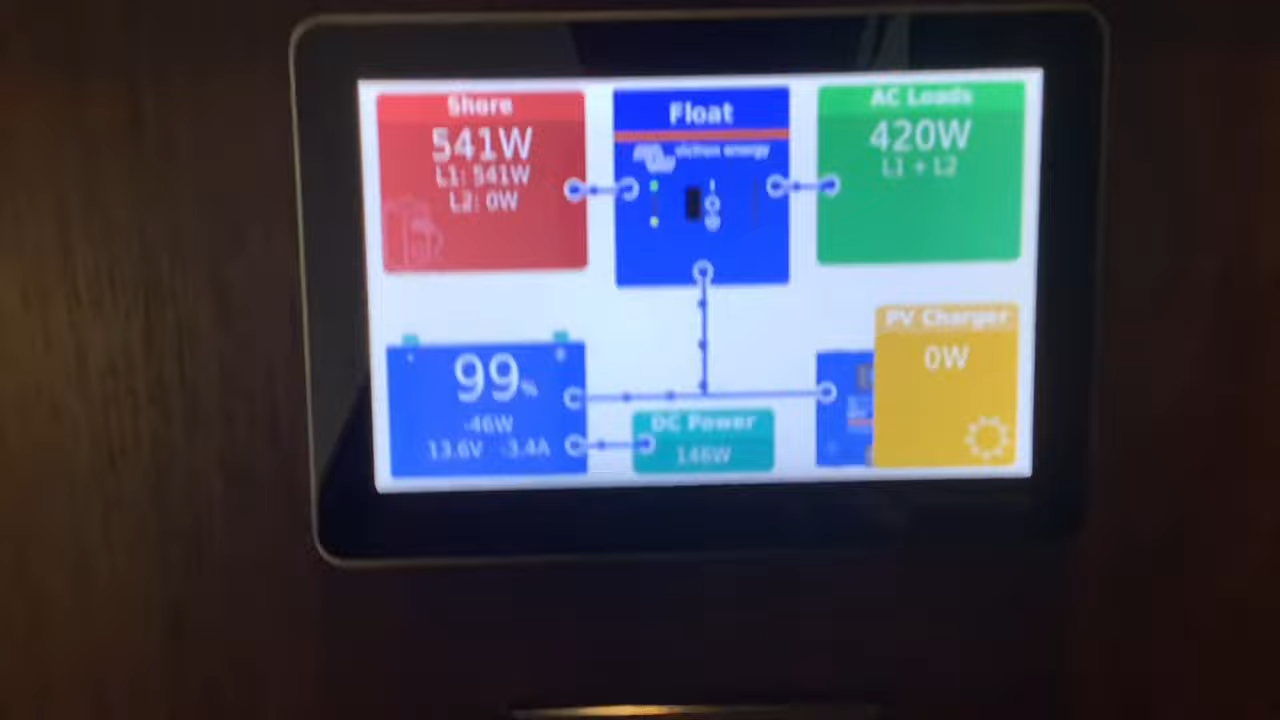 Shore
541W
L1: 541W
L2: 0W
Float
victron energy
AC Loads
420W
L1 + L2
99%
-46W
13.6V -3.4A
DC Power
146W
PV Charger
0W